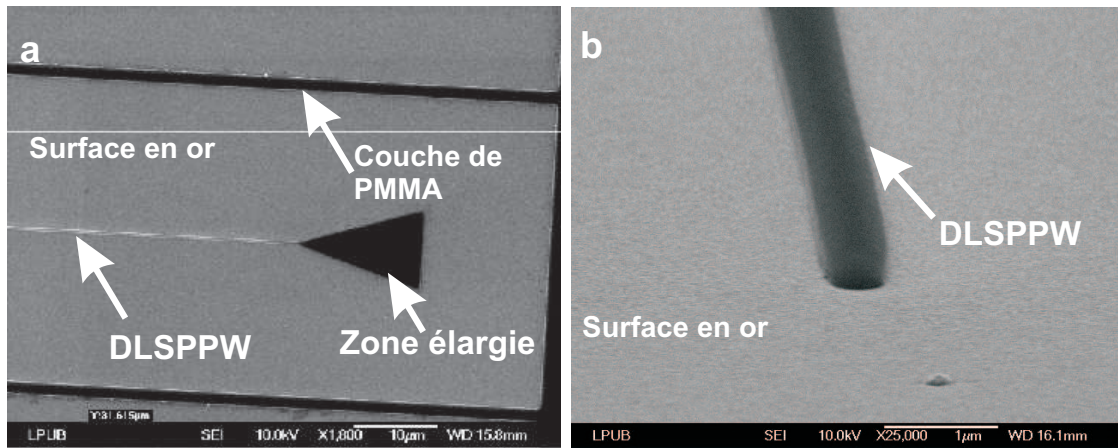 a
Surface en or
Couche de
PMMA
DLSPPW
Zone élargie
LPUB SEI 10.0kV X1,800 10µm WD 15.8mm
b
DLSPPW
Surface en or
LPUB SEI 10.0kV X25,000 1µm WD 16.1mm